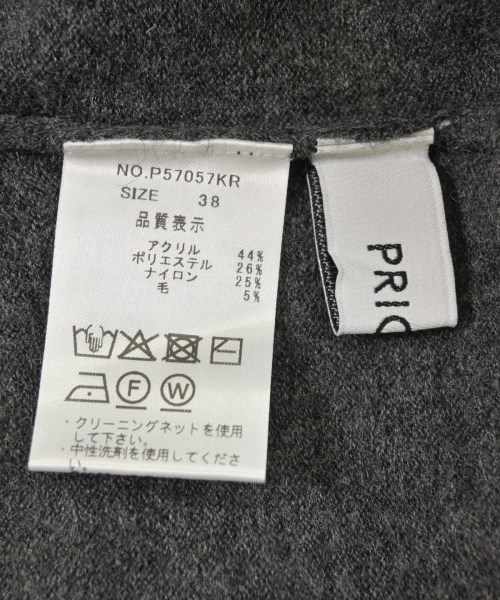 NO.P57057KR
SIZE 38
品質表示
アクリル 44%
ポリエステル 26%
ナイロン 25%
毛 5%
F W
・クリーニングネットを使用
して下さい。
・中性洗剤を使用してくださ
い。
PRIC